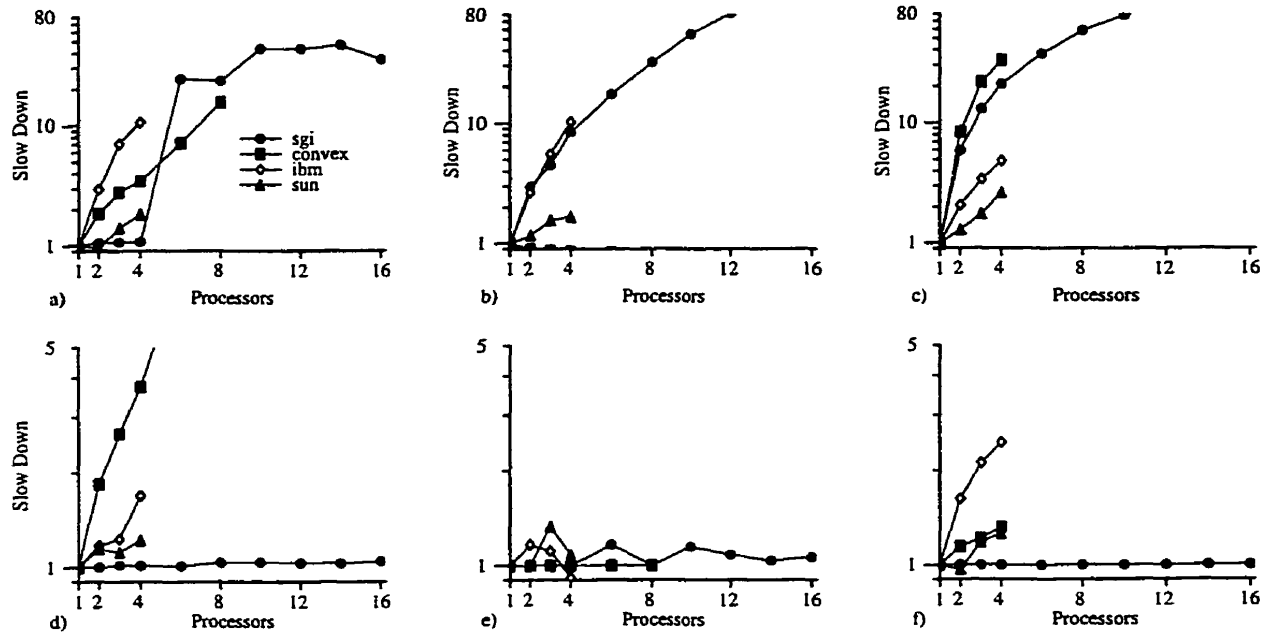 80
10
1
Slow Down
sgi
convex
ibm
sun
1 2 4 8 12 16
a) Processors
80
10
1
Slow Down
1 2 4 8 12 16
b) Processors
80
10
1
Slow Down
1 2 4 8 12 16
c) Processors
5
1
Slow Down
1 2 4 8 12 16
d) Processors
5
1
1 2 4 8 12 16
e) Processors
5
1
1 2 4 8 12 16
f) Processors